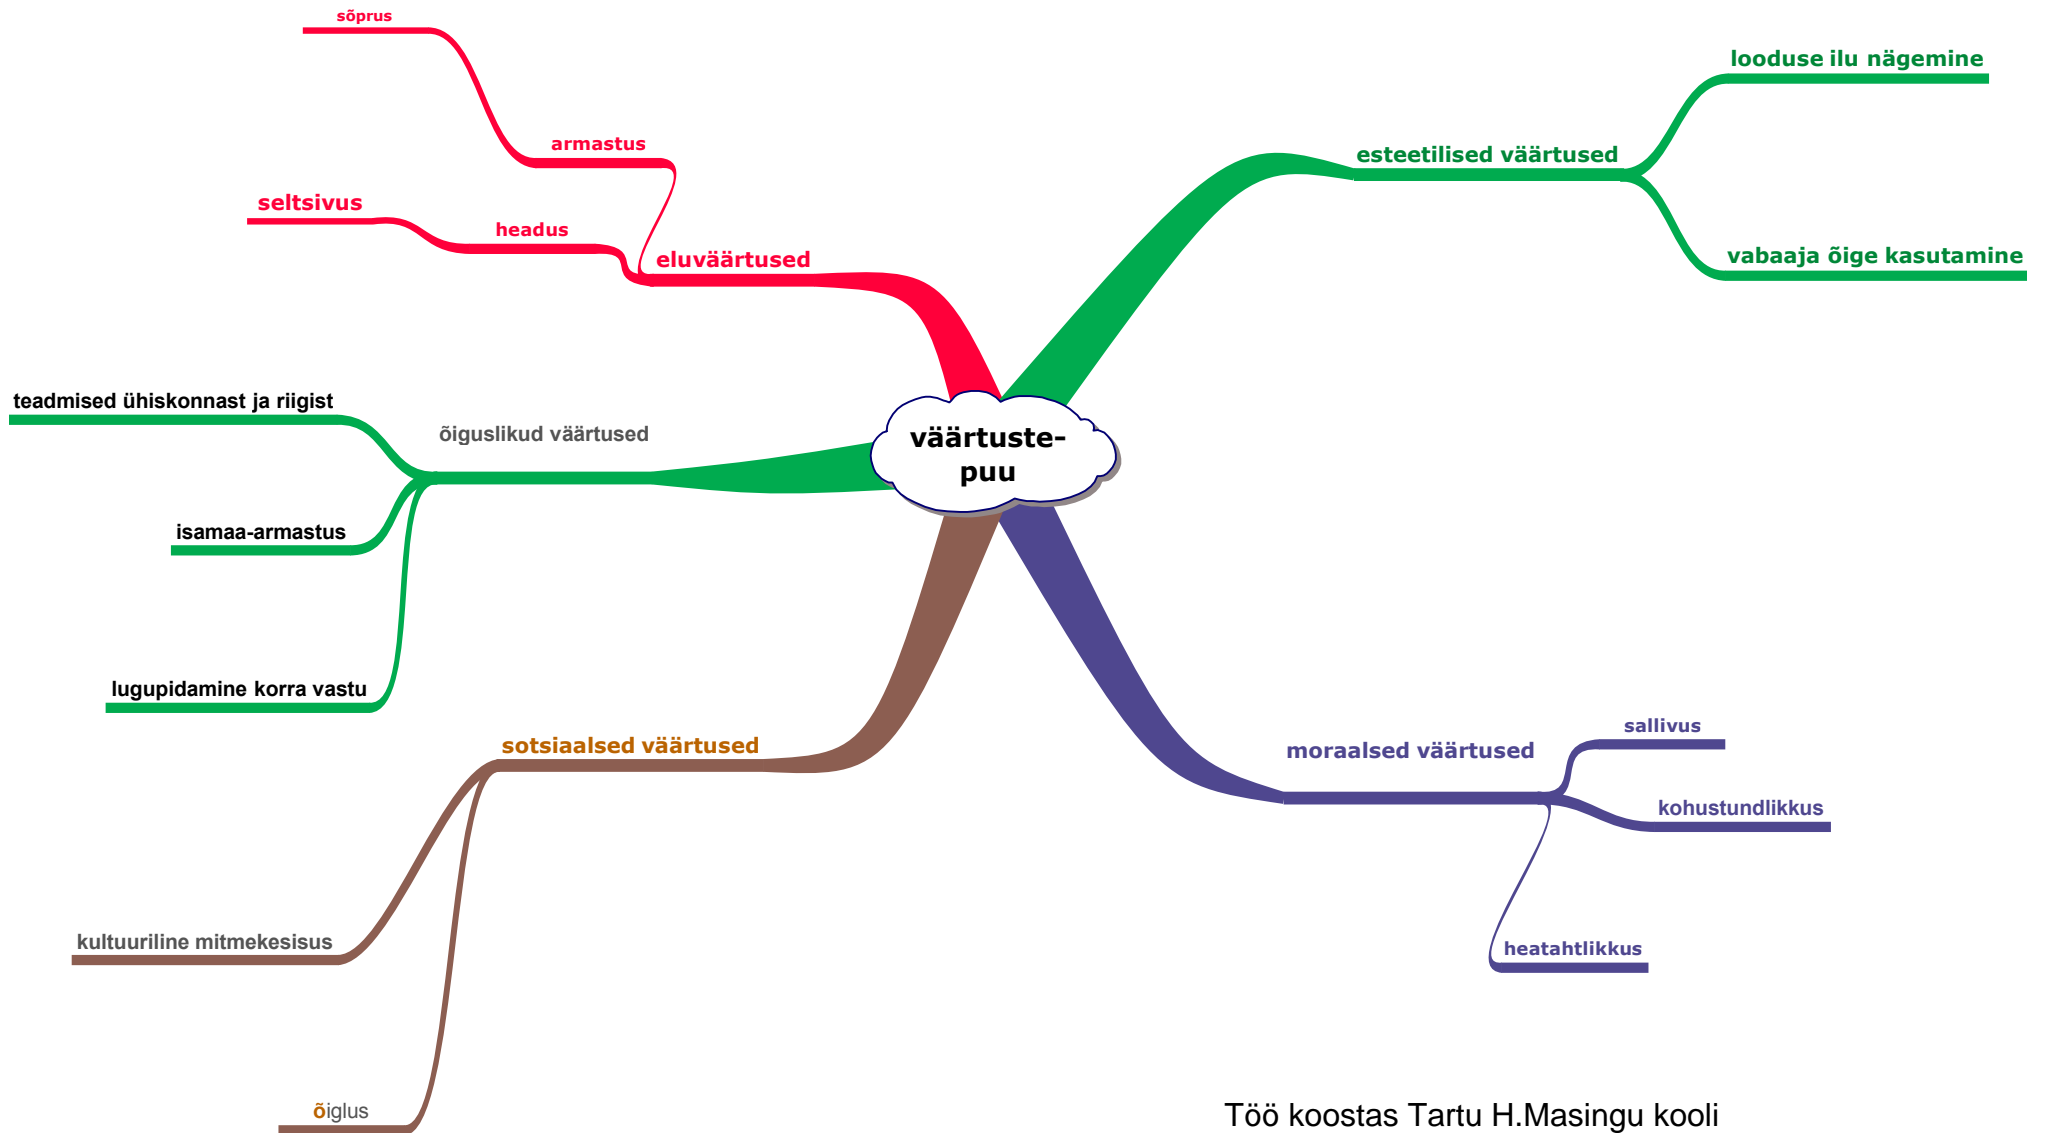 sõprus
armastus
seltsivus
headus
eluväärtused
looduse ilu nägemine
esteetilised väärtused
vabaaja õige kasutamine
teadmised ühiskonnast ja riigist
õiguslikud väärtused
isamaa-armastus
lugupidamine korra vastu
väärtuste-
puu
sotsiaalsed väärtused
kultuuriline mitmekesisus
õiglus
moraalsed väärtused
sallivus
kohustundlikkus
heatahtlikkus
Töö koostas Tartu H.Masingu kooli